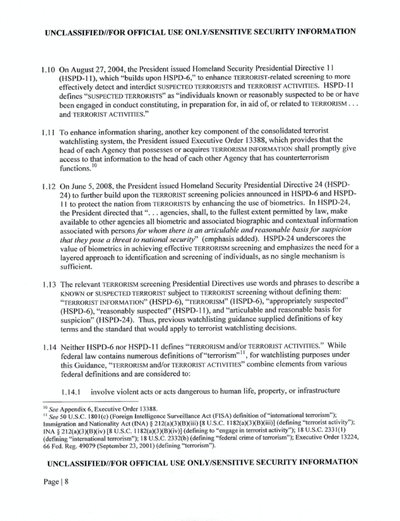 UNCLASSIFIED//FOR OFFICIAL USE ONLY/SENSITIVE SECURITY INFORMATION
1.10 On August 27, 2004, the President issued Homeland Security Presidential Directive 11
(HSPD-11), which "builds upon HSPD-6," to enhance TERRORIST-related screening to more
effectively detect and interdict SUSPECTED TERRORISTS and TERRORIST ACTIVITIES. HSPD-11
defines "SUSPECTED TERRORISTS" as "individuals known or reasonably suspected to be or have
been engaged in conduct constituting, in preparation for, in aid of, or related to TERRORISM . . .
and TERRORIST ACTIVITIES."
1.11 To enhance information sharing, another key component of the consolidated terrorist
watchlisting system, the President issued Executive Order 13388, which provides that the
head of each Agency that possesses or acquires TERRORISM INFORMATION shall promptly give
access to that information to the head of each other Agency that has counterterrorism
functions.10
1.12 On June 5, 2008, the President issued Homeland Security Presidential Directive 24 (HSPD-
24) to further build upon the TERRORIST screening policies announced in HSPD-6 and HSPD-
11 to protect the nation from TERRORISTS by enhancing the use of biometrics. In HSPD-24,
the President directed that ". . . agencies, shall, to the fullest extent permitted by law, make
available to other agencies all biometric and associated biographic and contextual information
associated with persons for whom there is an articulable and reasonable basis for suspicion
that they pose a threat to national security" (emphasis added). HSPD-24 underscores the
value of biometrics in achieving effective TERRORISM screening and emphasizes the need for a
layered approach to identification and screening of individuals, as no single mechanism is
sufficient.
1.13 The relevant TERRORISM screening Presidential Directives use words and phrases to describe a
KNOWN or SUSPECTED TERRORIST subject to TERRORIST screening without defining them:
"TERRORIST INFORMATION" (HSPD-6), "TERRORISM" (HSPD-6), "appropriately suspected"
(HSPD-6), "reasonably suspected" (HSPD-11), and "articulable and reasonable basis for
suspicion" (HSPD-24). Thus, previous watchlisting guidance supplied definitions of key
terms and the standard that would apply to terrorist watchlisting decisions.
1.14 Neither HSPD-6 nor HSPD-11 defines "TERRORISM and/or TERRORIST ACTIVITIES." While
federal law contains numerous definitions of "terrorism"11, for watchlisting purposes under
this Guidance, "TERRORISM and/or TERRORIST ACTIVITIES" combine elements from various
federal definitions and are considered to:
1.14.1 involve violent acts or acts dangerous to human life, property, or infrastructure
10 See Appendix 6, Executive Order 13388.
11 See 50 U.S.C. 1801(c) (Foreign Intelligence Surveillance Act (FISA) definition of "international terrorism");
Immigration and Nationality Act (INA) § 212(a)(3)(B)(iii) [8 U.S.C. 1182(a)(3)(B)(iii)] (defining "terrorist activity");
INA § 212(a)(3)(B)(iv) [8 U.S.C. 1182(a)(3)(B)(iv)] (defining to "engage in terrorist activity"); 18 U.S.C. 2331(1)
(defining "international terrorism"); 18 U.S.C. 2332(b) (defining "federal crime of terrorism"); Executive Order 13224,
66 Fed. Reg. 49079 (September 23, 2001) (defining "terrorism").
UNCLASSIFIED//FOR OFFICIAL USE ONLY/SENSITIVE SECURITY INFORMATION
Page | 8